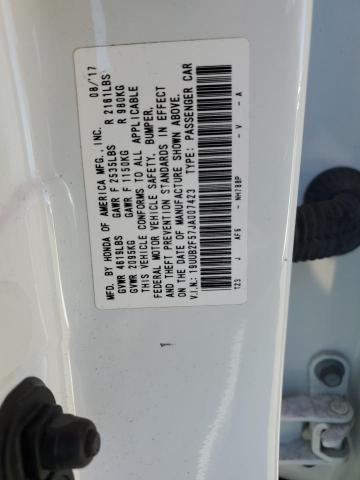 MFD. BY HONDA OF AMERICA MFG., INC. 08/'17
GVWR 4619LBS GAWR F 2535LBS R 2161LBS
GVWR 2095KG GAWR F 1150KG R 980KG
THIS VEHICLE CONFORMS TO ALL APPLICABLE
FEDERAL MOTOR VEHICLE SAFETY, BUMPER,
AND THEFT PREVENTION STANDARDS IN EFFECT
ON THE DATE OF MANUFACTURE SHOWN ABOVE.
V.I.N.: 19UUB2F57JA007423 TYPE: PASSENGER CAR
TZ3 J AF6 - NH788P - V - A